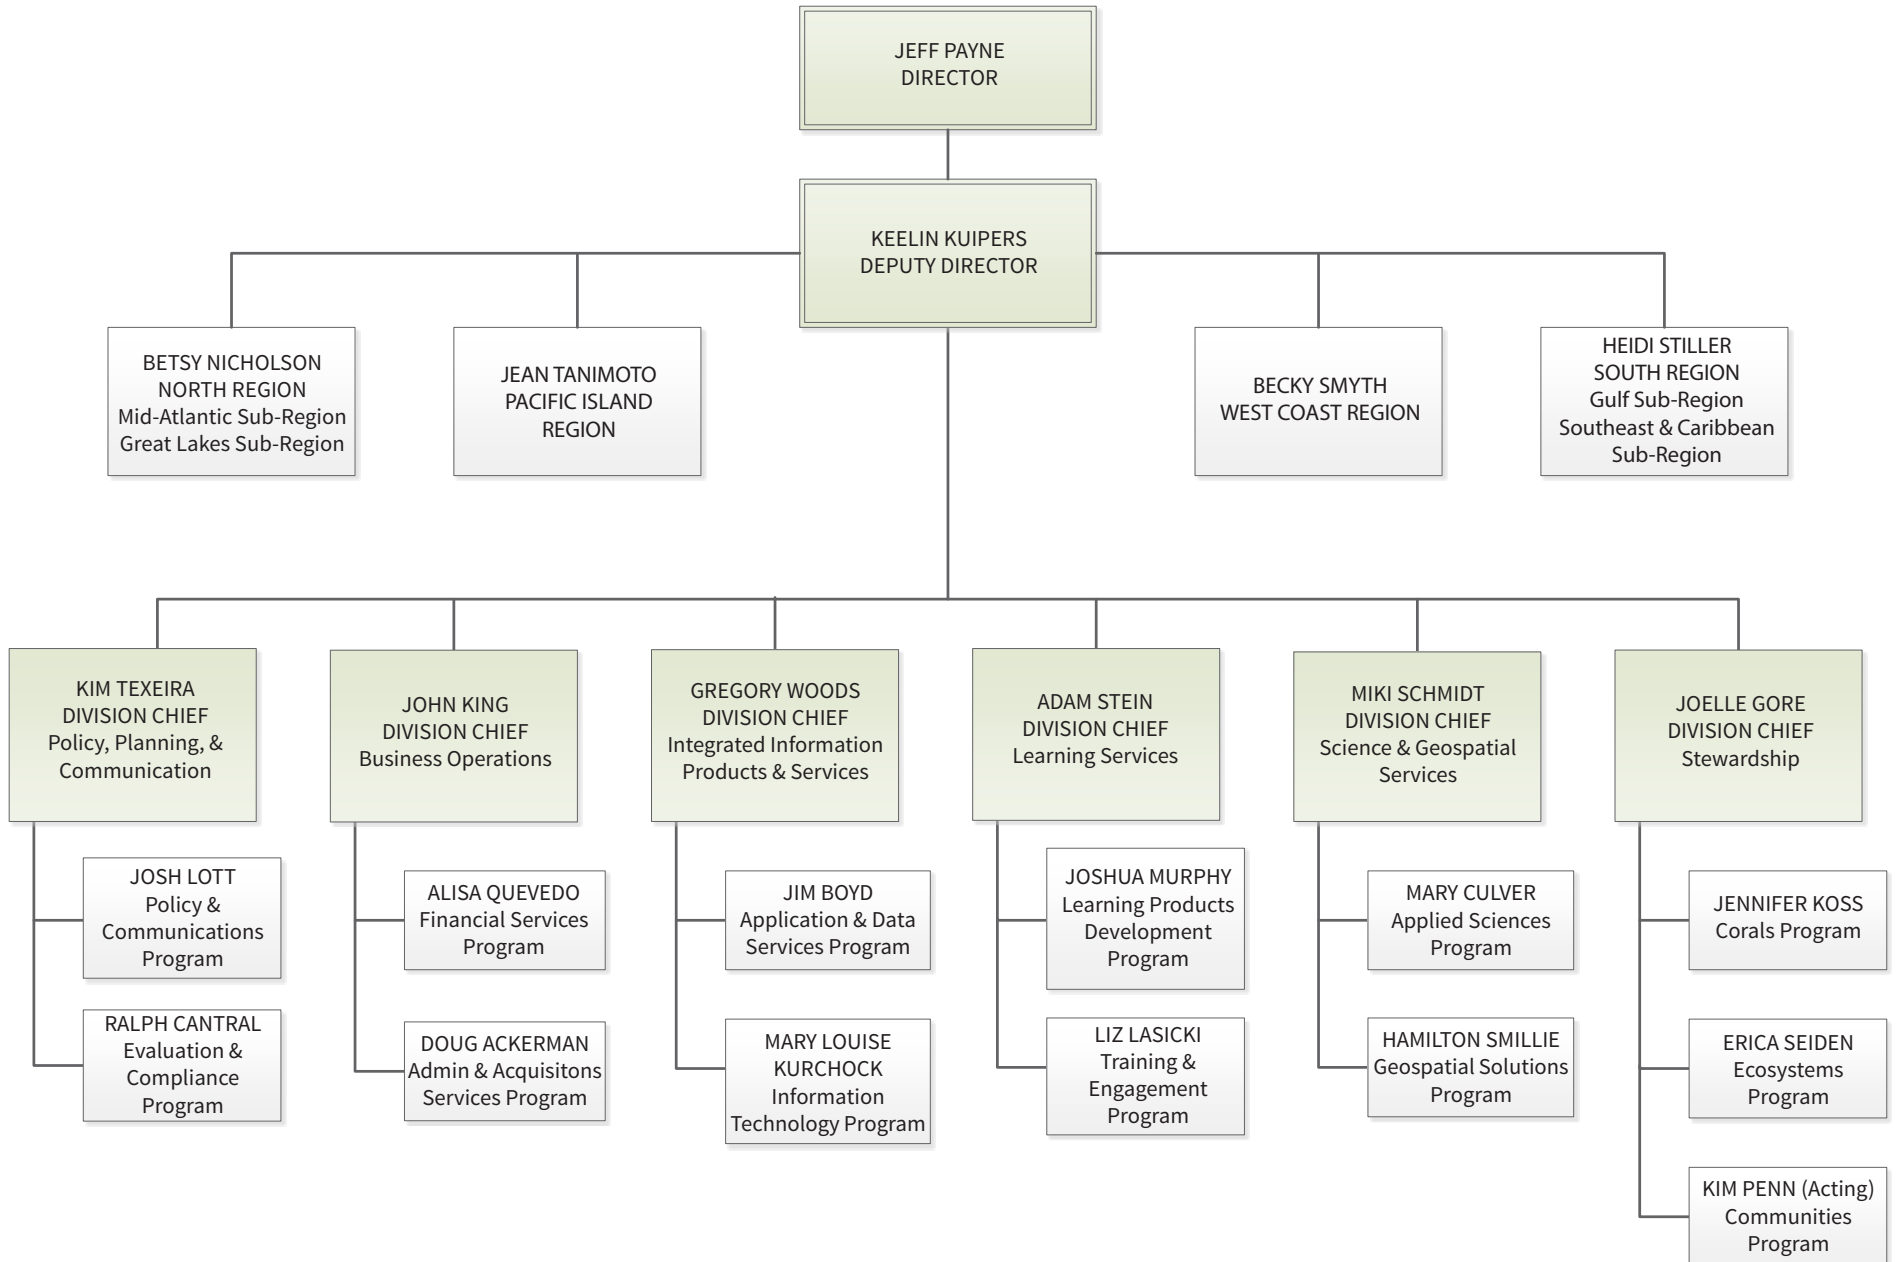 JEFF PAYNE
DIRECTOR
KEELIN KUIPERS
DEPUTY DIRECTOR
BETSY NICHOLSON
NORTH REGION
Mid-Atlantic Sub-Region
Great Lakes Sub-Region
JEAN TANIMOTO
PACIFIC ISLAND
REGION
BECKY SMYTH
WEST COAST REGION
HEIDI STILLER
SOUTH REGION
Gulf Sub-Region
Southeast & Caribbean
Sub-Region
KIM TEXEIRA
DIVISION CHIEF
Policy, Planning, &
Communication
JOSH LOTT
Policy &
Communications
Program
RALPH CANTRAL
Evaluation &
Compliance
Program
JOHN KING
DIVISION CHIEF
Business Operations
ALISA QUEVEDO
Financial Services
Program
DOUG ACKERMAN
Admin & Acquisitons
Services Program
GREGORY WOODS
DIVISION CHIEF
Integrated Information
Products & Services
JIM BOYD
Application & Data
Services Program
MARY LOUISE
KURCHOCK
Information
Technology Program
ADAM STEIN
DIVISION CHIEF
Learning Services
JOSHUA MURPHY
Learning Products
Development
Program
LIZ LASICKI
Training &
Engagement
Program
MIKI SCHMIDT
DIVISION CHIEF
Science & Geospatial
Services
MARY CULVER
Applied Sciences
Program
HAMILTON SMILLIE
Geospatial Solutions
Program
JOELLE GORE
DIVISION CHIEF
Stewardship
JENNIFER KOSS
Corals Program
ERICA SEIDEN
Ecosystems
Program
KIM PENN (Acting)
Communities
Program